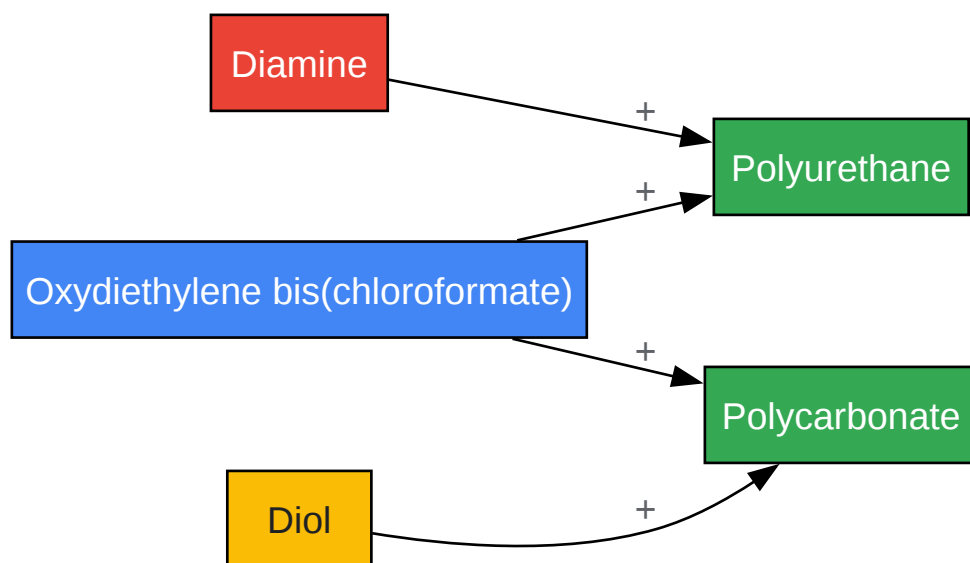 Diamine
+
Polyurethane
+
Oxydiethylene bis(chloroformate)
+
Polycarbonate
+
Diol